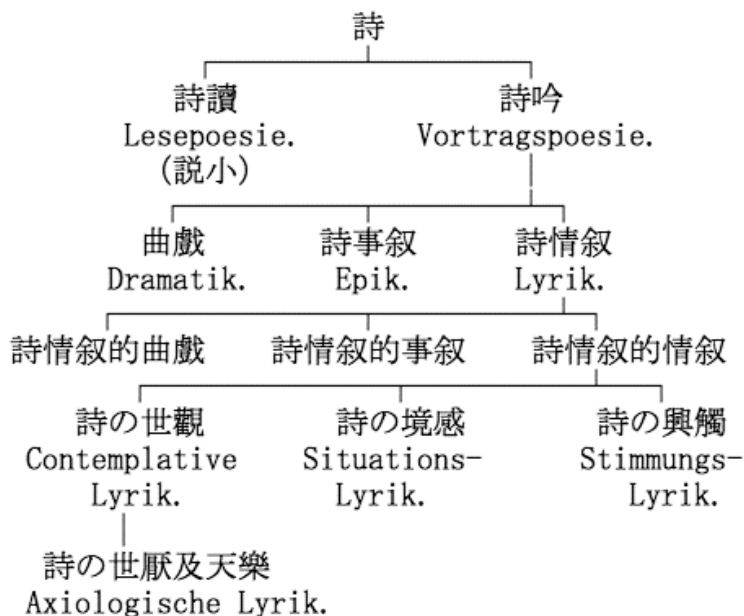 詩
詩讀 詩吟
Lesepoesie. Vortragspoesie.
(説小)
曲戲 詩事叙 詩情叙
Dramatik. Epik. Lyrik.
詩情叙的曲戲 詩情叙的事叙 詩情叙的情叙
詩の世觀 詩の境感 詩の興觸
Contemplative Situations- Stimmungs-
Lyrik. Lyrik. Lyrik.
詩の世厭及天樂
Axiologische Lyrik.